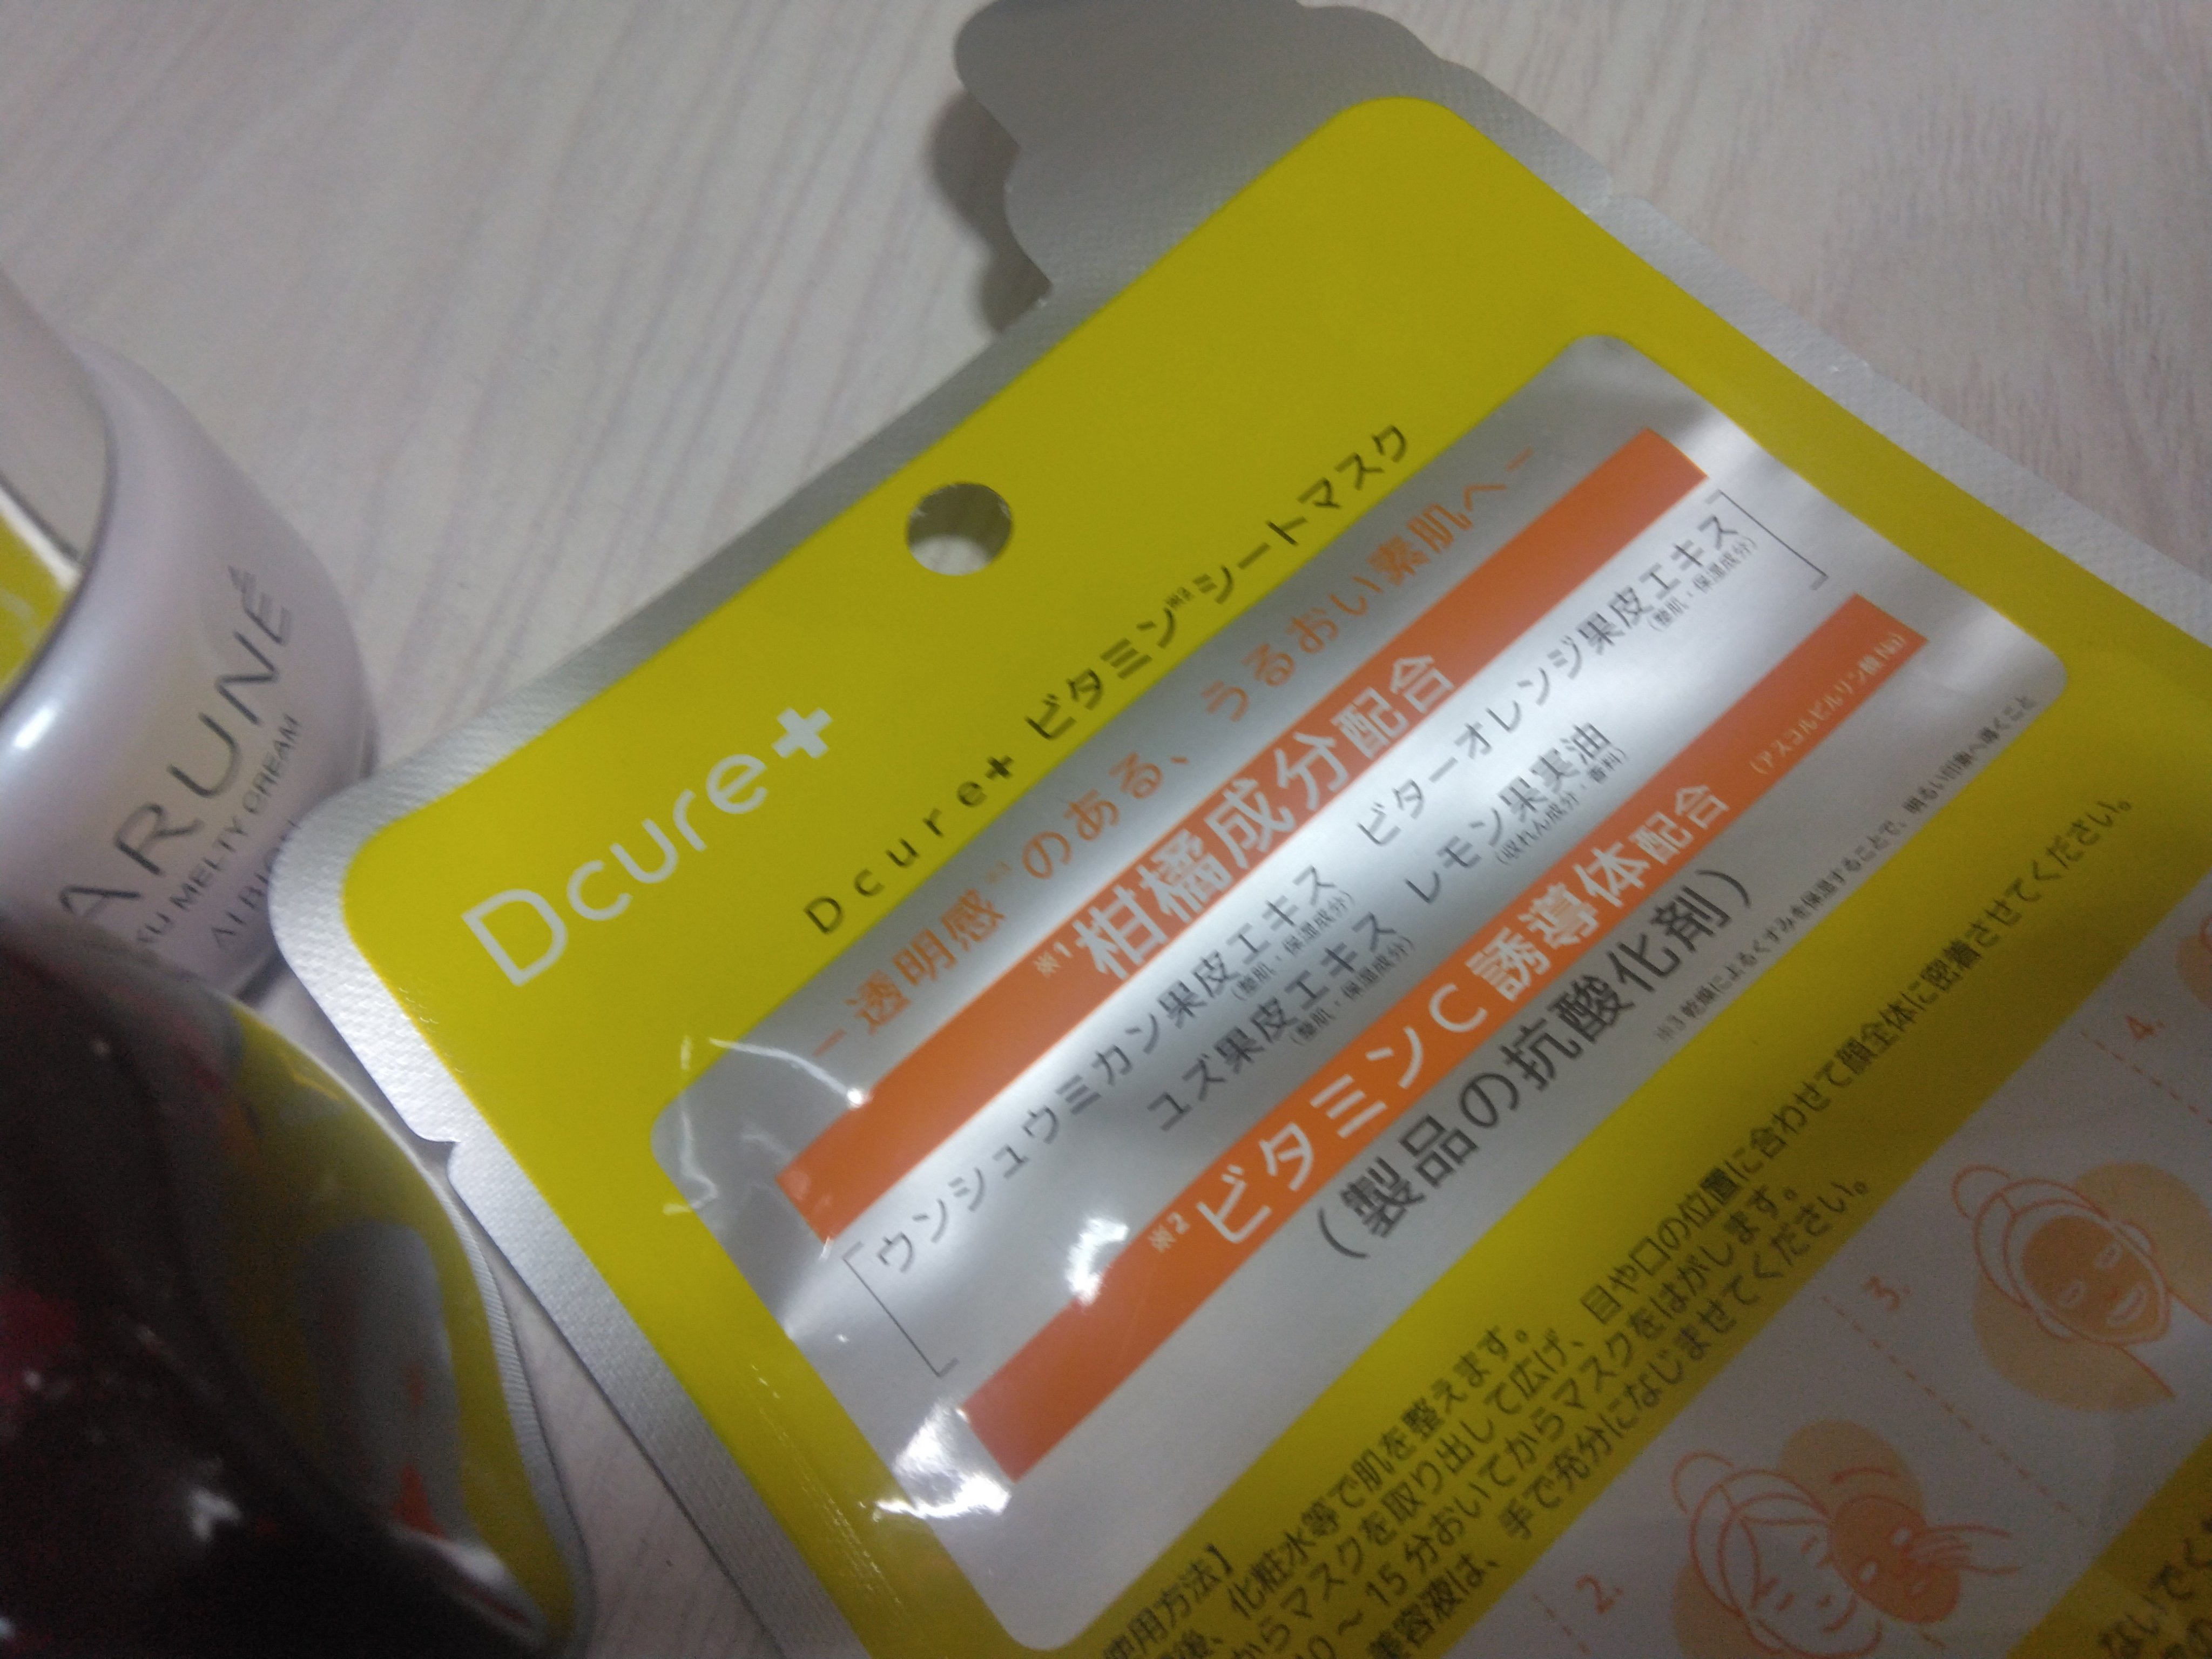 ARUNÉ
MELTY CREAM
Dcure+
Dcure+ ビタミン※2シートマスク
－透明感※3のある、うるおい素肌へ－
※1柑橘成分配合
ウンシュウミカン果皮エキス ビターオレンジ果皮エキス
(整肌・保湿成分) (整肌・保湿成分)
ユズ果皮エキス レモン果実油
(整肌・保湿成分) (収れん成分・香料)
※2ビタミンC誘導体配合 (アスコルビルリン酸Na)
(製品の抗酸化剤)
※3 乾燥によるくすみを保湿することで、明るい印象へ導くこと
使用方法】
後、化粧水等で肌を整えます。
からマスクを取り出して広げ、目や口の位置に合わせて顔全体に密着させてください。
10～15分おいてからマスクをはがします。
美容液は、手で充分になじませてください。
2.
3.
4.